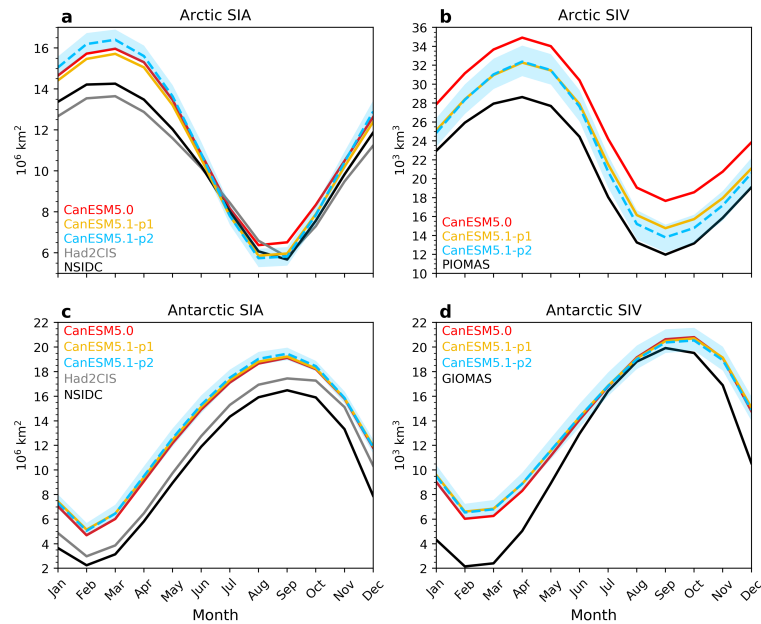 a Arctic SIA
16
14
12
10
8
6
10⁶ km²
CanESM5.0
CanESM5.1-p1
CanESM5.1-p2
Had2CIS
NSIDC
b Arctic SIV
36
34
32
30
28
26
24
22
20
18
16
14
12
10
10³ km³
CanESM5.0
CanESM5.1-p1
CanESM5.1-p2
PIOMAS
c Antarctic SIA
22
20
18
16
14
12
10
8
6
4
2
10⁶ km²
CanESM5.0
CanESM5.1-p1
CanESM5.1-p2
Had2CIS
NSIDC
Jan Feb Mar Apr May Jun Jul Aug Sep Oct Nov Dec
Month
d Antarctic SIV
22
20
18
16
14
12
10
8
6
4
2
10³ km³
CanESM5.0
CanESM5.1-p1
CanESM5.1-p2
GIOMAS
Jan Feb Mar Apr May Jun Jul Aug Sep Oct Nov Dec
Month